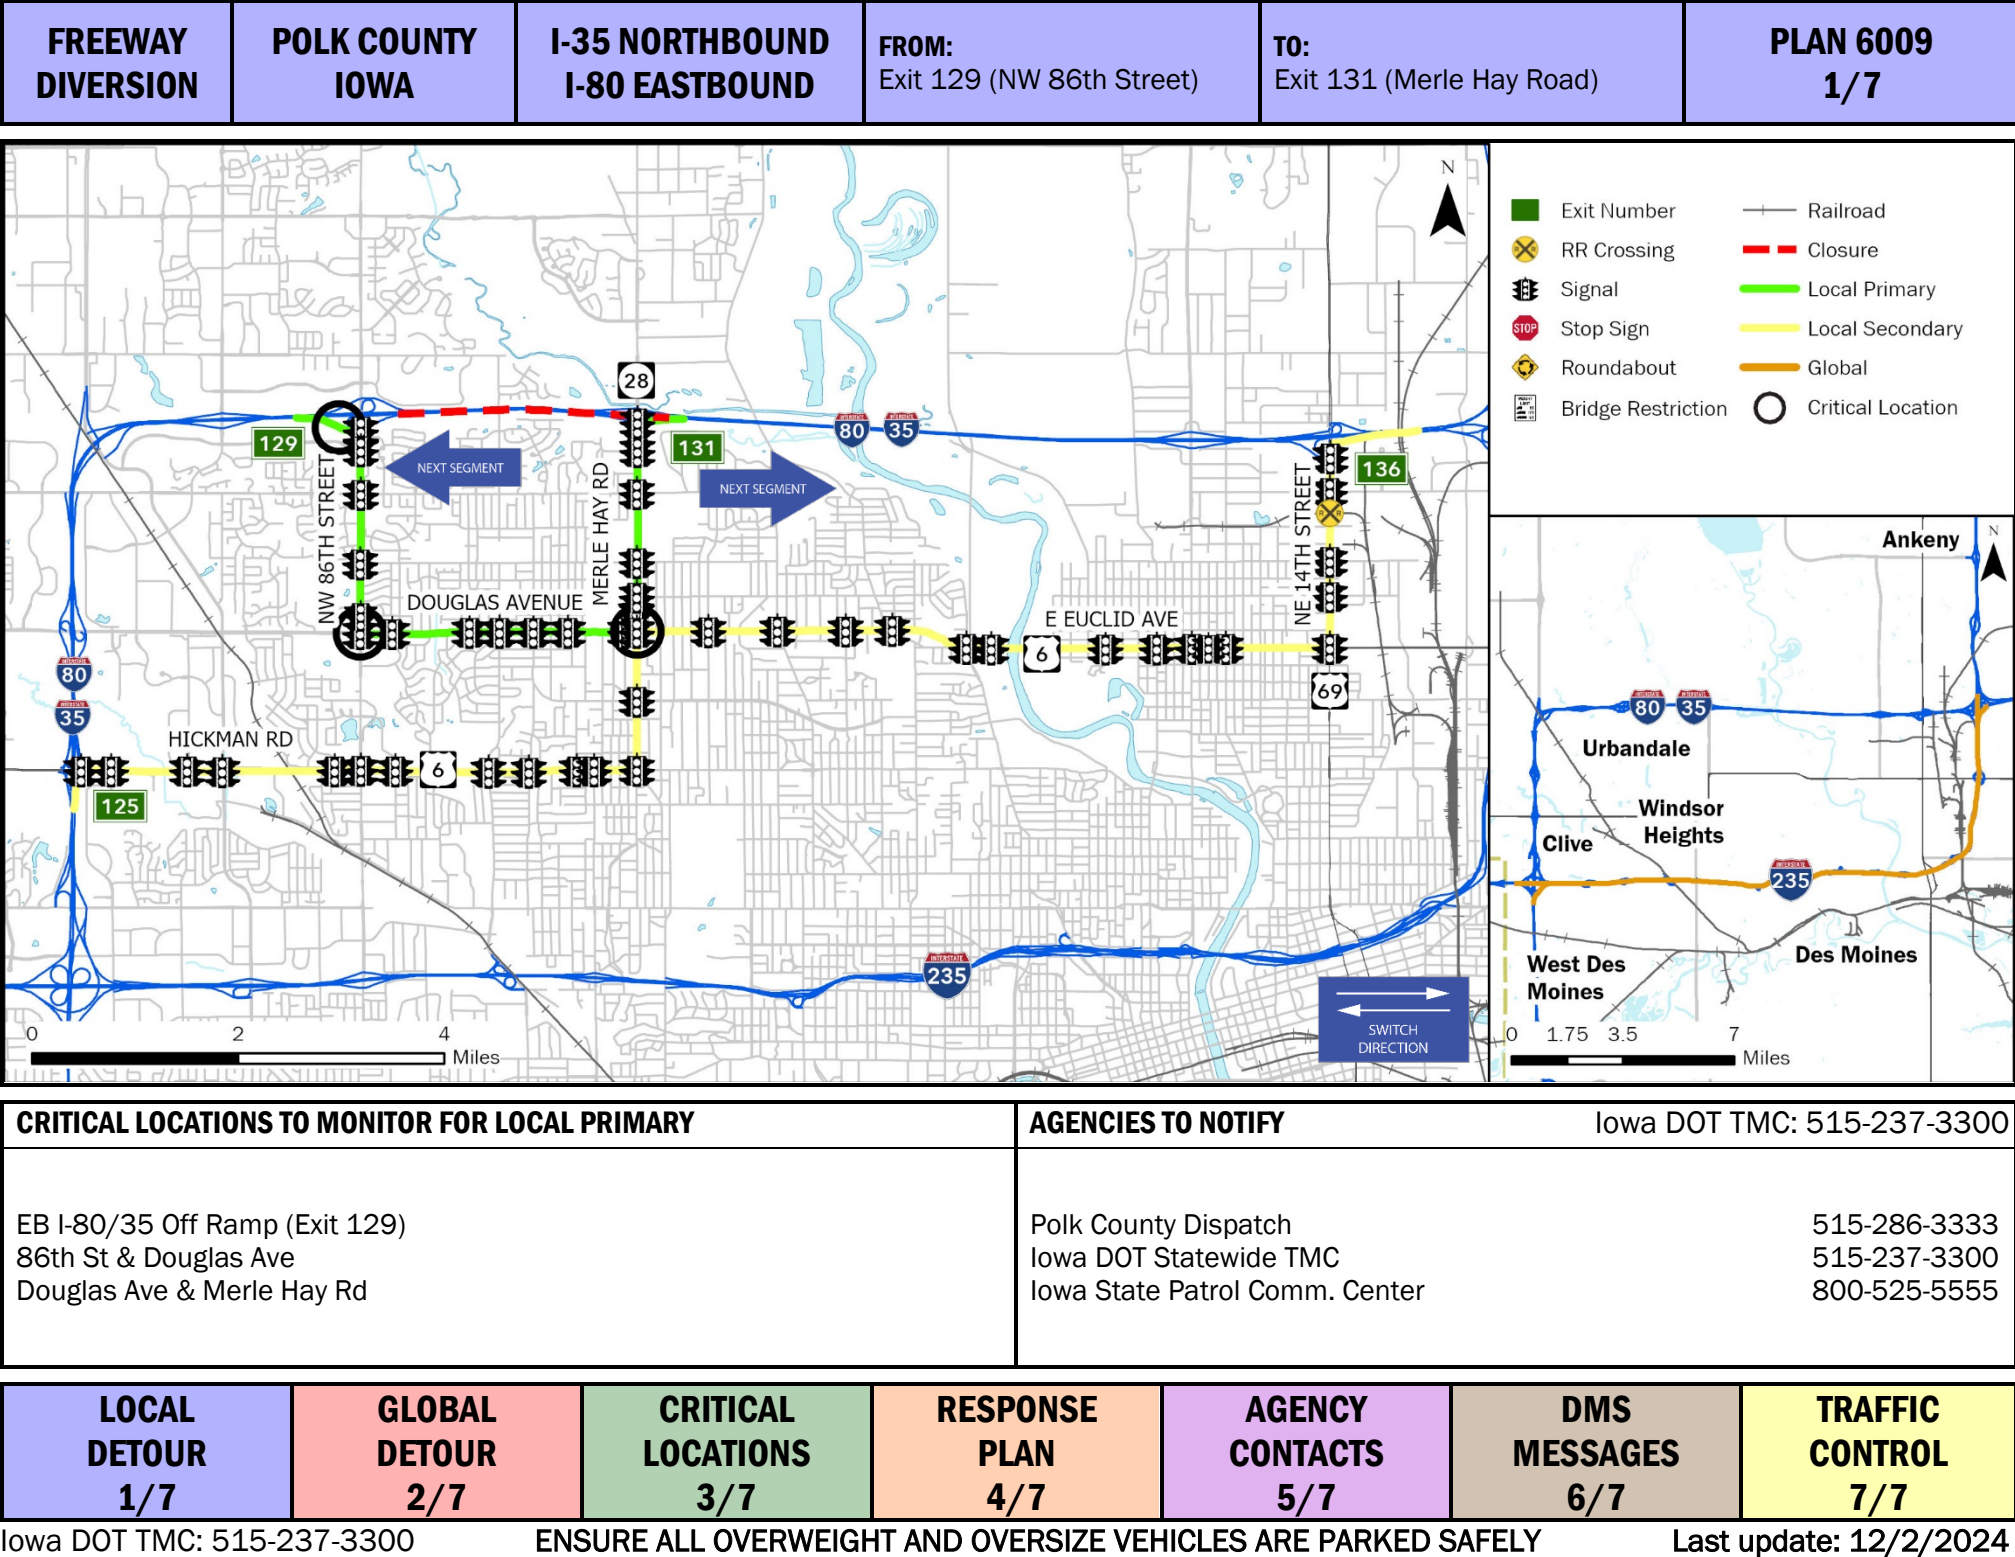 FREEWAY
DIVERSION
POLK COUNTY
IOWA
I-35 NORTHBOUND
I-80 EASTBOUND
FROM:
Exit 129 (NW 86th Street)
TO:
Exit 131 (Merle Hay Road)
PLAN 6009
1/7
N
28
129
131
80
35
136
NEXT SEGMENT
NEXT SEGMENT
NW 86TH STREET
MERLE HAY RD
NE 14TH STREET
DOUGLAS AVENUE
E EUCLID AVE
6
69
80
35
HICKMAN RD
6
125
235
0 2 4
Miles
SWITCH
DIRECTION
Exit Number
RR Crossing
Signal
STOP
Stop Sign
Roundabout
Bridge Restriction
Railroad
Closure
Local Primary
Local Secondary
Global
Critical Location
Ankeny
N
80
35
Urbandale
Windsor
Heights
Clive
235
West Des
Moines
Des Moines
0 1.75 3.5 7
Miles
CRITICAL LOCATIONS TO MONITOR FOR LOCAL PRIMARY
EB I-80/35 Off Ramp (Exit 129)
86th St & Douglas Ave
Douglas Ave & Merle Hay Rd
AGENCIES TO NOTIFY Iowa DOT TMC: 515-237-3300
Polk County Dispatch 515-286-3333
Iowa DOT Statewide TMC 515-237-3300
Iowa State Patrol Comm. Center 800-525-5555
LOCAL
DETOUR
1/7
GLOBAL
DETOUR
2/7
CRITICAL
LOCATIONS
3/7
RESPONSE
PLAN
4/7
AGENCY
CONTACTS
5/7
DMS
MESSAGES
6/7
TRAFFIC
CONTROL
7/7
Iowa DOT TMC: 515-237-3300 ENSURE ALL OVERWEIGHT AND OVERSIZE VEHICLES ARE PARKED SAFELY Last update: 12/2/2024